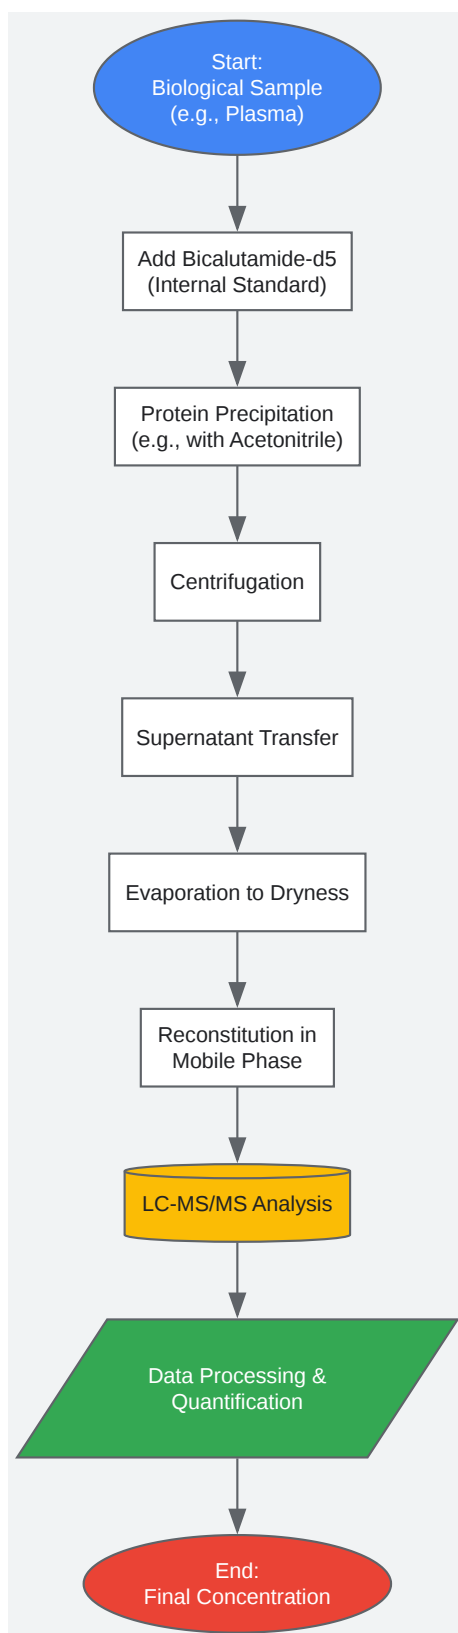 Start:
Biological Sample
(e.g., Plasma)
Add Bicalutamide-d5
(Internal Standard)
Protein Precipitation
(e.g., with Acetonitrile)
Centrifugation
Supernatant Transfer
Evaporation to Dryness
Reconstitution in
Mobile Phase
LC-MS/MS Analysis
Data Processing &
Quantification
End:
Final Concentration